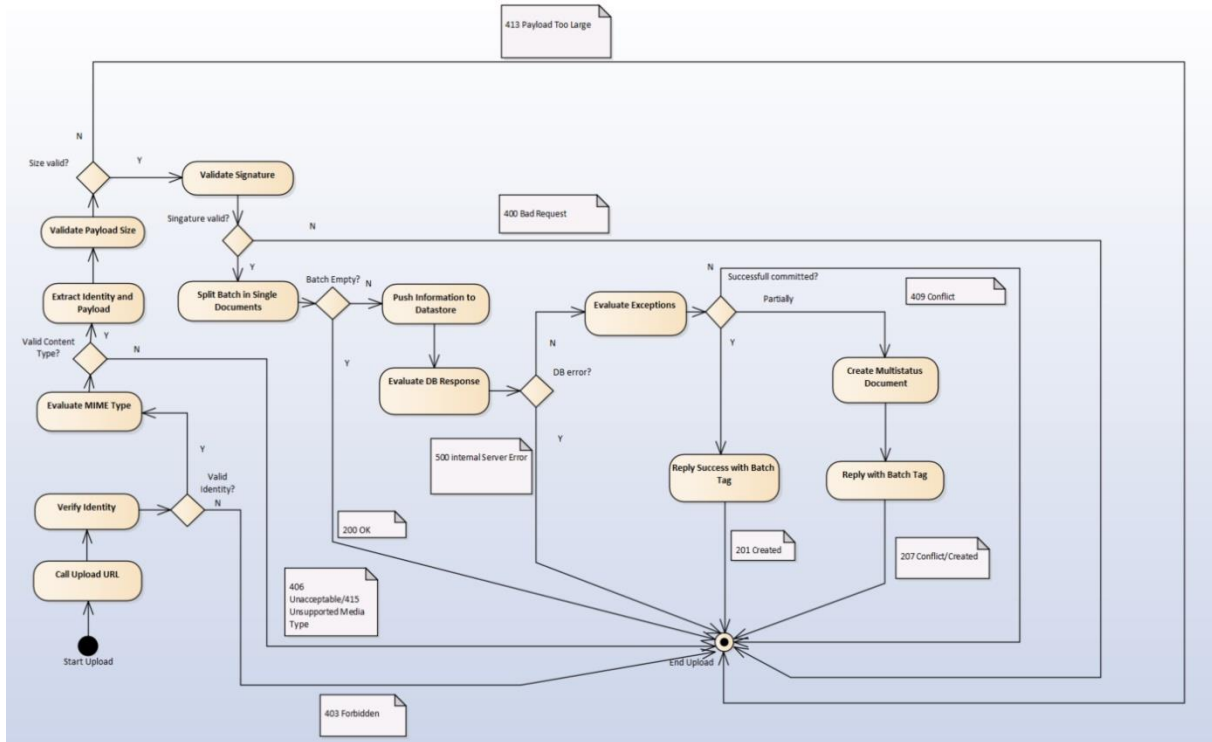 413 Payload Too Large
N
Size valid?
Y
Validate Signature
400 Bad Request
Singature valid?
N
Validate Payload Size
Y
Batch Empty?
N
Successfull committed?
N
Partially
409 Conflict
Extract Identity and
Payload
Split Batch in Single
Documents
Push Information to
Datastore
Evaluate Exceptions
Y
Valid Content
Type?
N
Y
N
Y
DB error?
Evaluate DB Response
Create Multistatus
Document
Evaluate MIME Type
Y
Y
500 internal Server Error
Valid
Identity?
N
Verify Identity
Reply Success with Batch
Tag
Reply with Batch Tag
200 OK
201 Created
207 Conflict/Created
Call Upload URL
406
Unacceptable/415
Unsupported Media
Type
Start Upload
End Upload
403 Forbidden